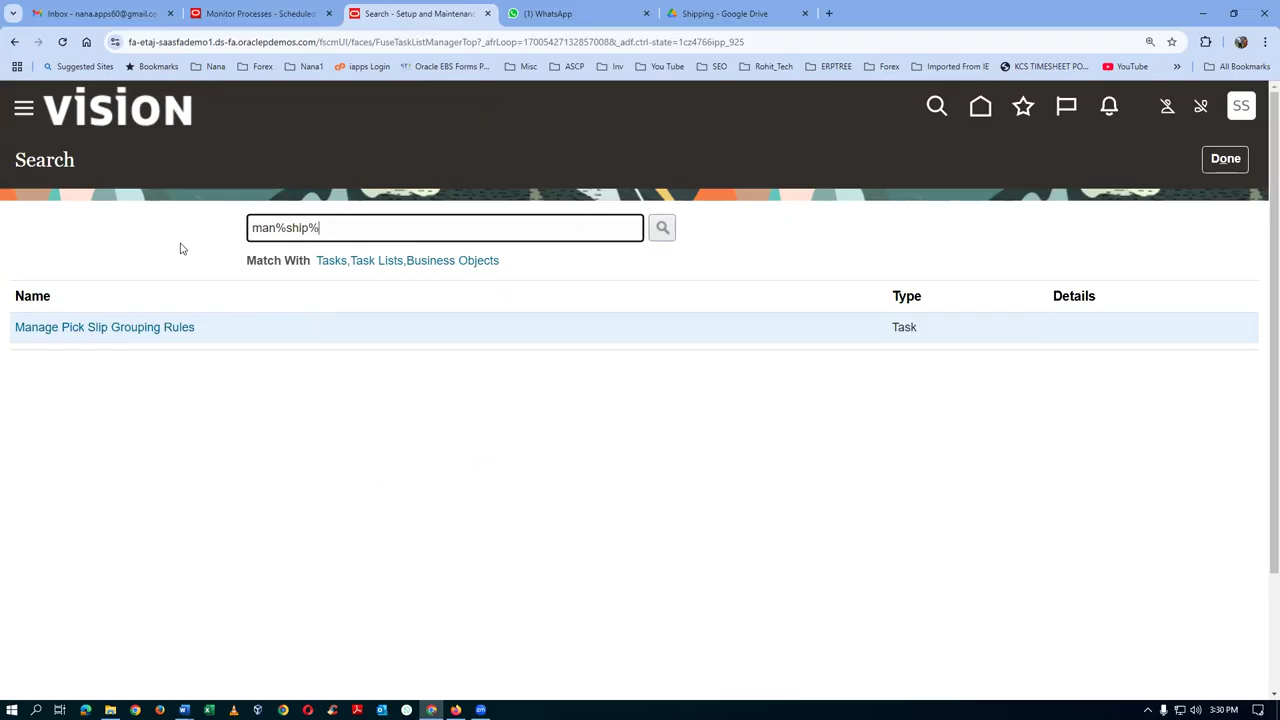 Inbox - nana.apps60@gmail.co
Monitor Processes - Scheduled
Search - Setup and Maintenanc
(1) WhatsApp
Shipping - Google Drive
fa-etaj-saasfademo1.ds-fa.oraclepdemos.com/fscmUI/faces/FuseTaskListManagerTop?_afrLoop=170054271328570088&_adf.ctrl-state=1cz4766ipp_925
Suggested Sites
Bookmarks
Nana
Forex
Nana1
iapps Login
Oracle EBS Forms P...
Misc
ASCP
Inv
You Tube
SEO
Rohit_Tech
ERPTREE
Forex
Imported From IE
KCS TIMESHEET PO...
YouTube
All Bookmarks
vision
SS
Search
Done
man%ship%
Match With Tasks,Task Lists,Business Objects
Name Type Details
Manage Pick Slip Grouping Rules Task
3:30 PM